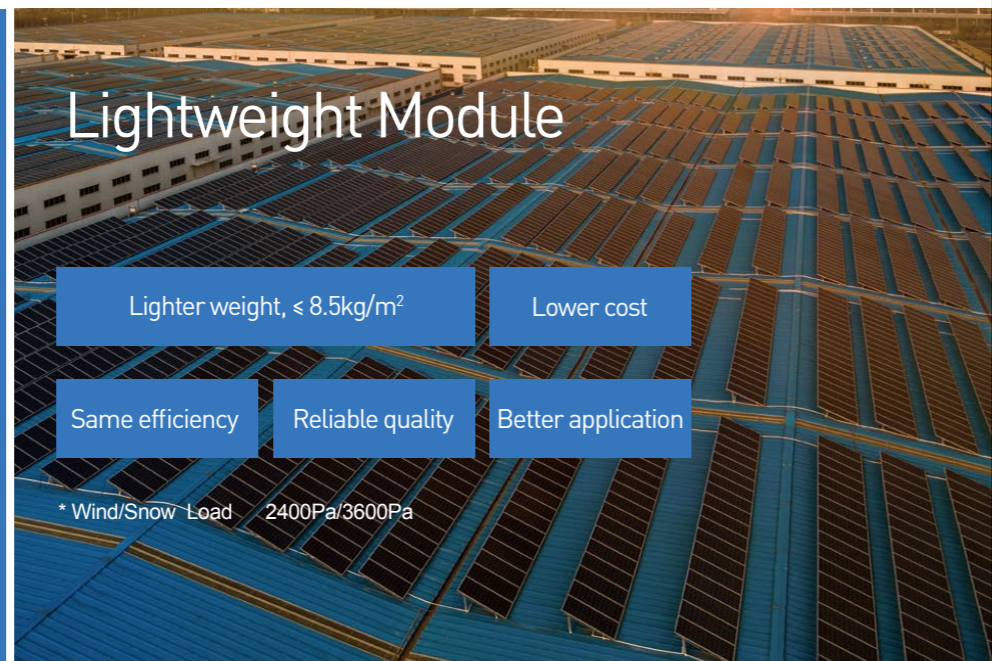 Lightweight Module
Lighter weight, ≤ 8.5kg/m²
Lower cost
Same efficiency
Reliable quality
Better application
* Wind/Snow Load 2400Pa/3600Pa